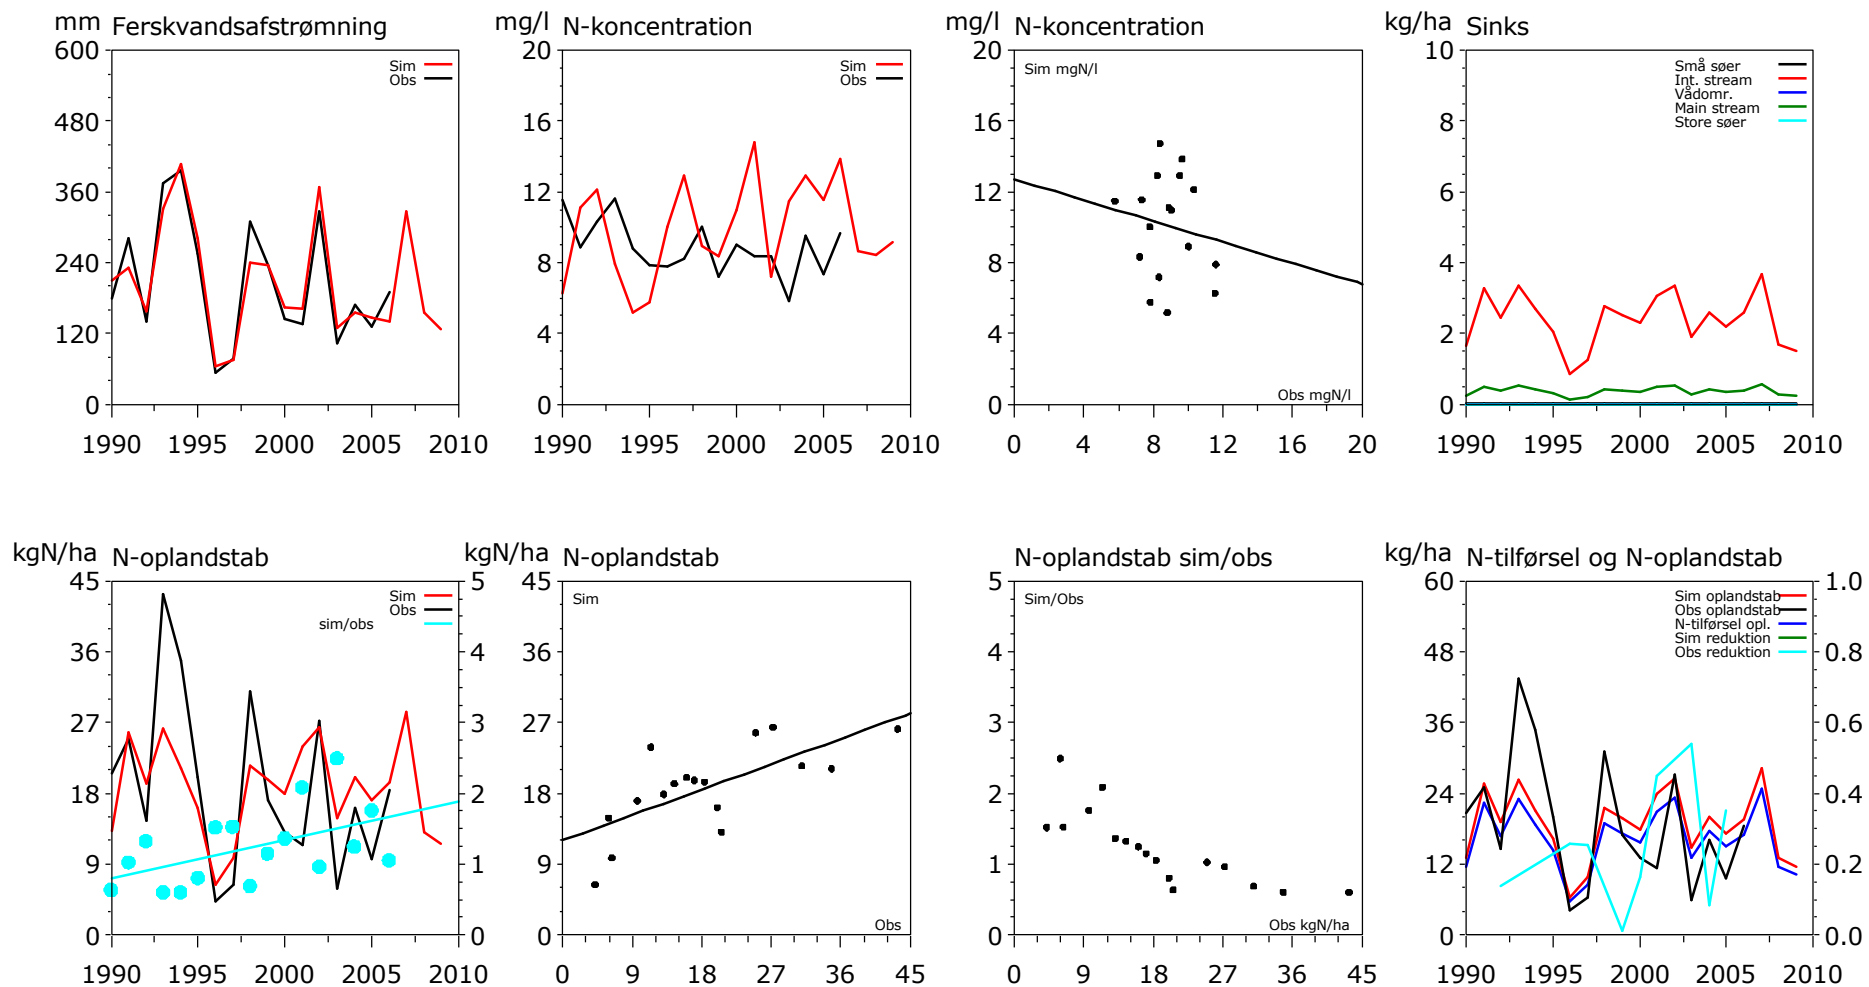 mm Ferskvandsafstrømning
600
480
360
240
120
0
Sim
Obs
1990 1995 2000 2005 2010
mg/l N-koncentration
20
16
12
8
4
0
Sim
Obs
1990 1995 2000 2005 2010
mg/l N-koncentration
20
16
12
8
4
0
Sim mgN/l
Obs mgN/l
0 4 8 12 16 20
kg/ha Sinks
10
8
6
4
2
0
Små søer
Int. stream
Vådomr.
Main stream
Store søer
1990 1995 2000 2005 2010
kgN/ha N-oplandstab
45
36
27
18
9
0
Sim
Obs
sim/obs
5
4
3
2
1
0
1990 1995 2000 2005 2010
kgN/ha N-oplandstab
45
36
27
18
9
0
Sim
Obs
0 9 18 27 36 45
N-oplandstab sim/obs
5
4
3
2
1
0
Sim/Obs
Obs kgN/ha
0 9 18 27 36 45
kg/ha N-tilførsel og N-oplandstab
60
48
36
24
12
0
Sim oplandstab
Obs oplandstab
N-tilførsel opl.
Sim reduktion
Obs reduktion
1.0
0.8
0.6
0.4
0.2
0.0
1990 1995 2000 2005 2010